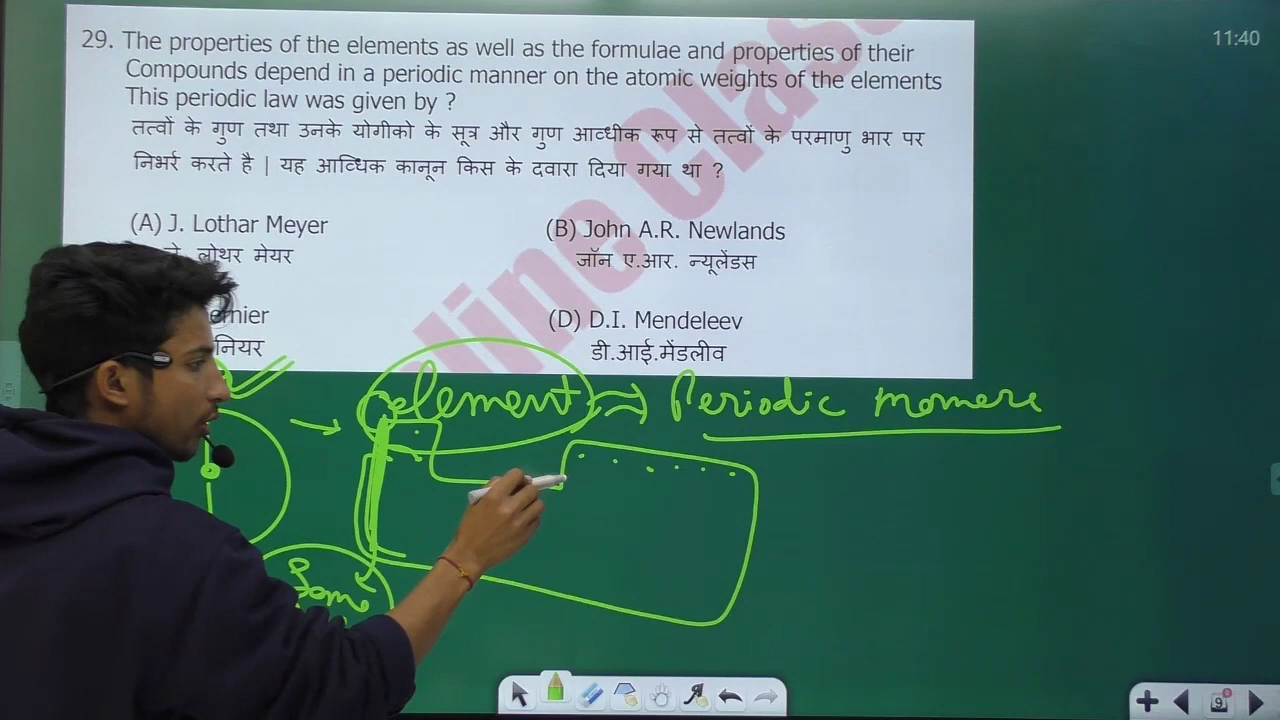 11:40
29. The properties of the elements as well as the formulae and properties of their
Compounds depend in a periodic manner on the atomic weights of the elements
This periodic law was given by ?
तत्वों के गुण तथा उनके योगीको के सूत्र और गुण आव्धीक रूप से तत्वों के परमाणु भार पर
निभर्र करते है | यह आव्धिक कानून किस के दवारा दिया गया था ?
(A) J. Lothar Meyer
(B) John A.R. Newlands
लोथर मेयर
जॉन ए.आर. न्यूलेंडस
(D) D.I. Mendeleev
डी.आई.मेंडलीव
element → Periodic